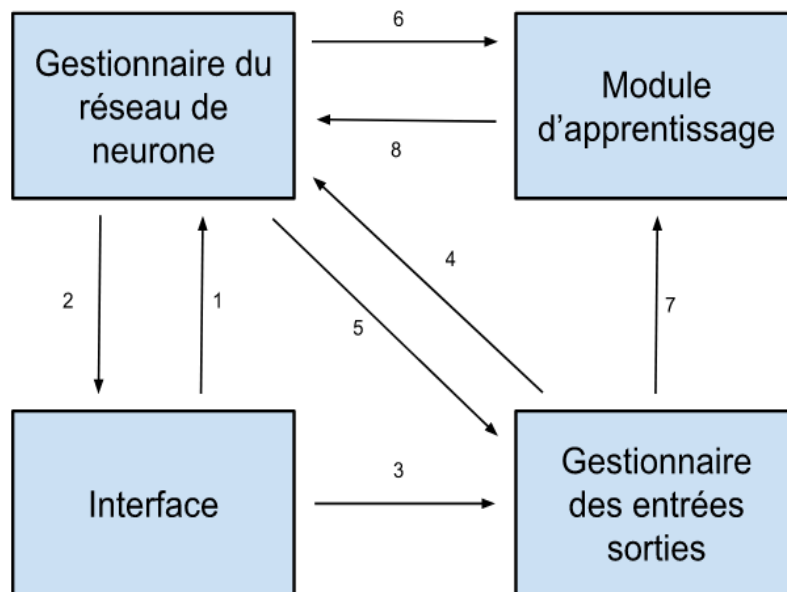 Gestionnaire du
réseau de
neurone
6
Module
d'apprentissage
8
2
1
4
5
7
Interface
3
Gestionnaire
des entrées
sorties